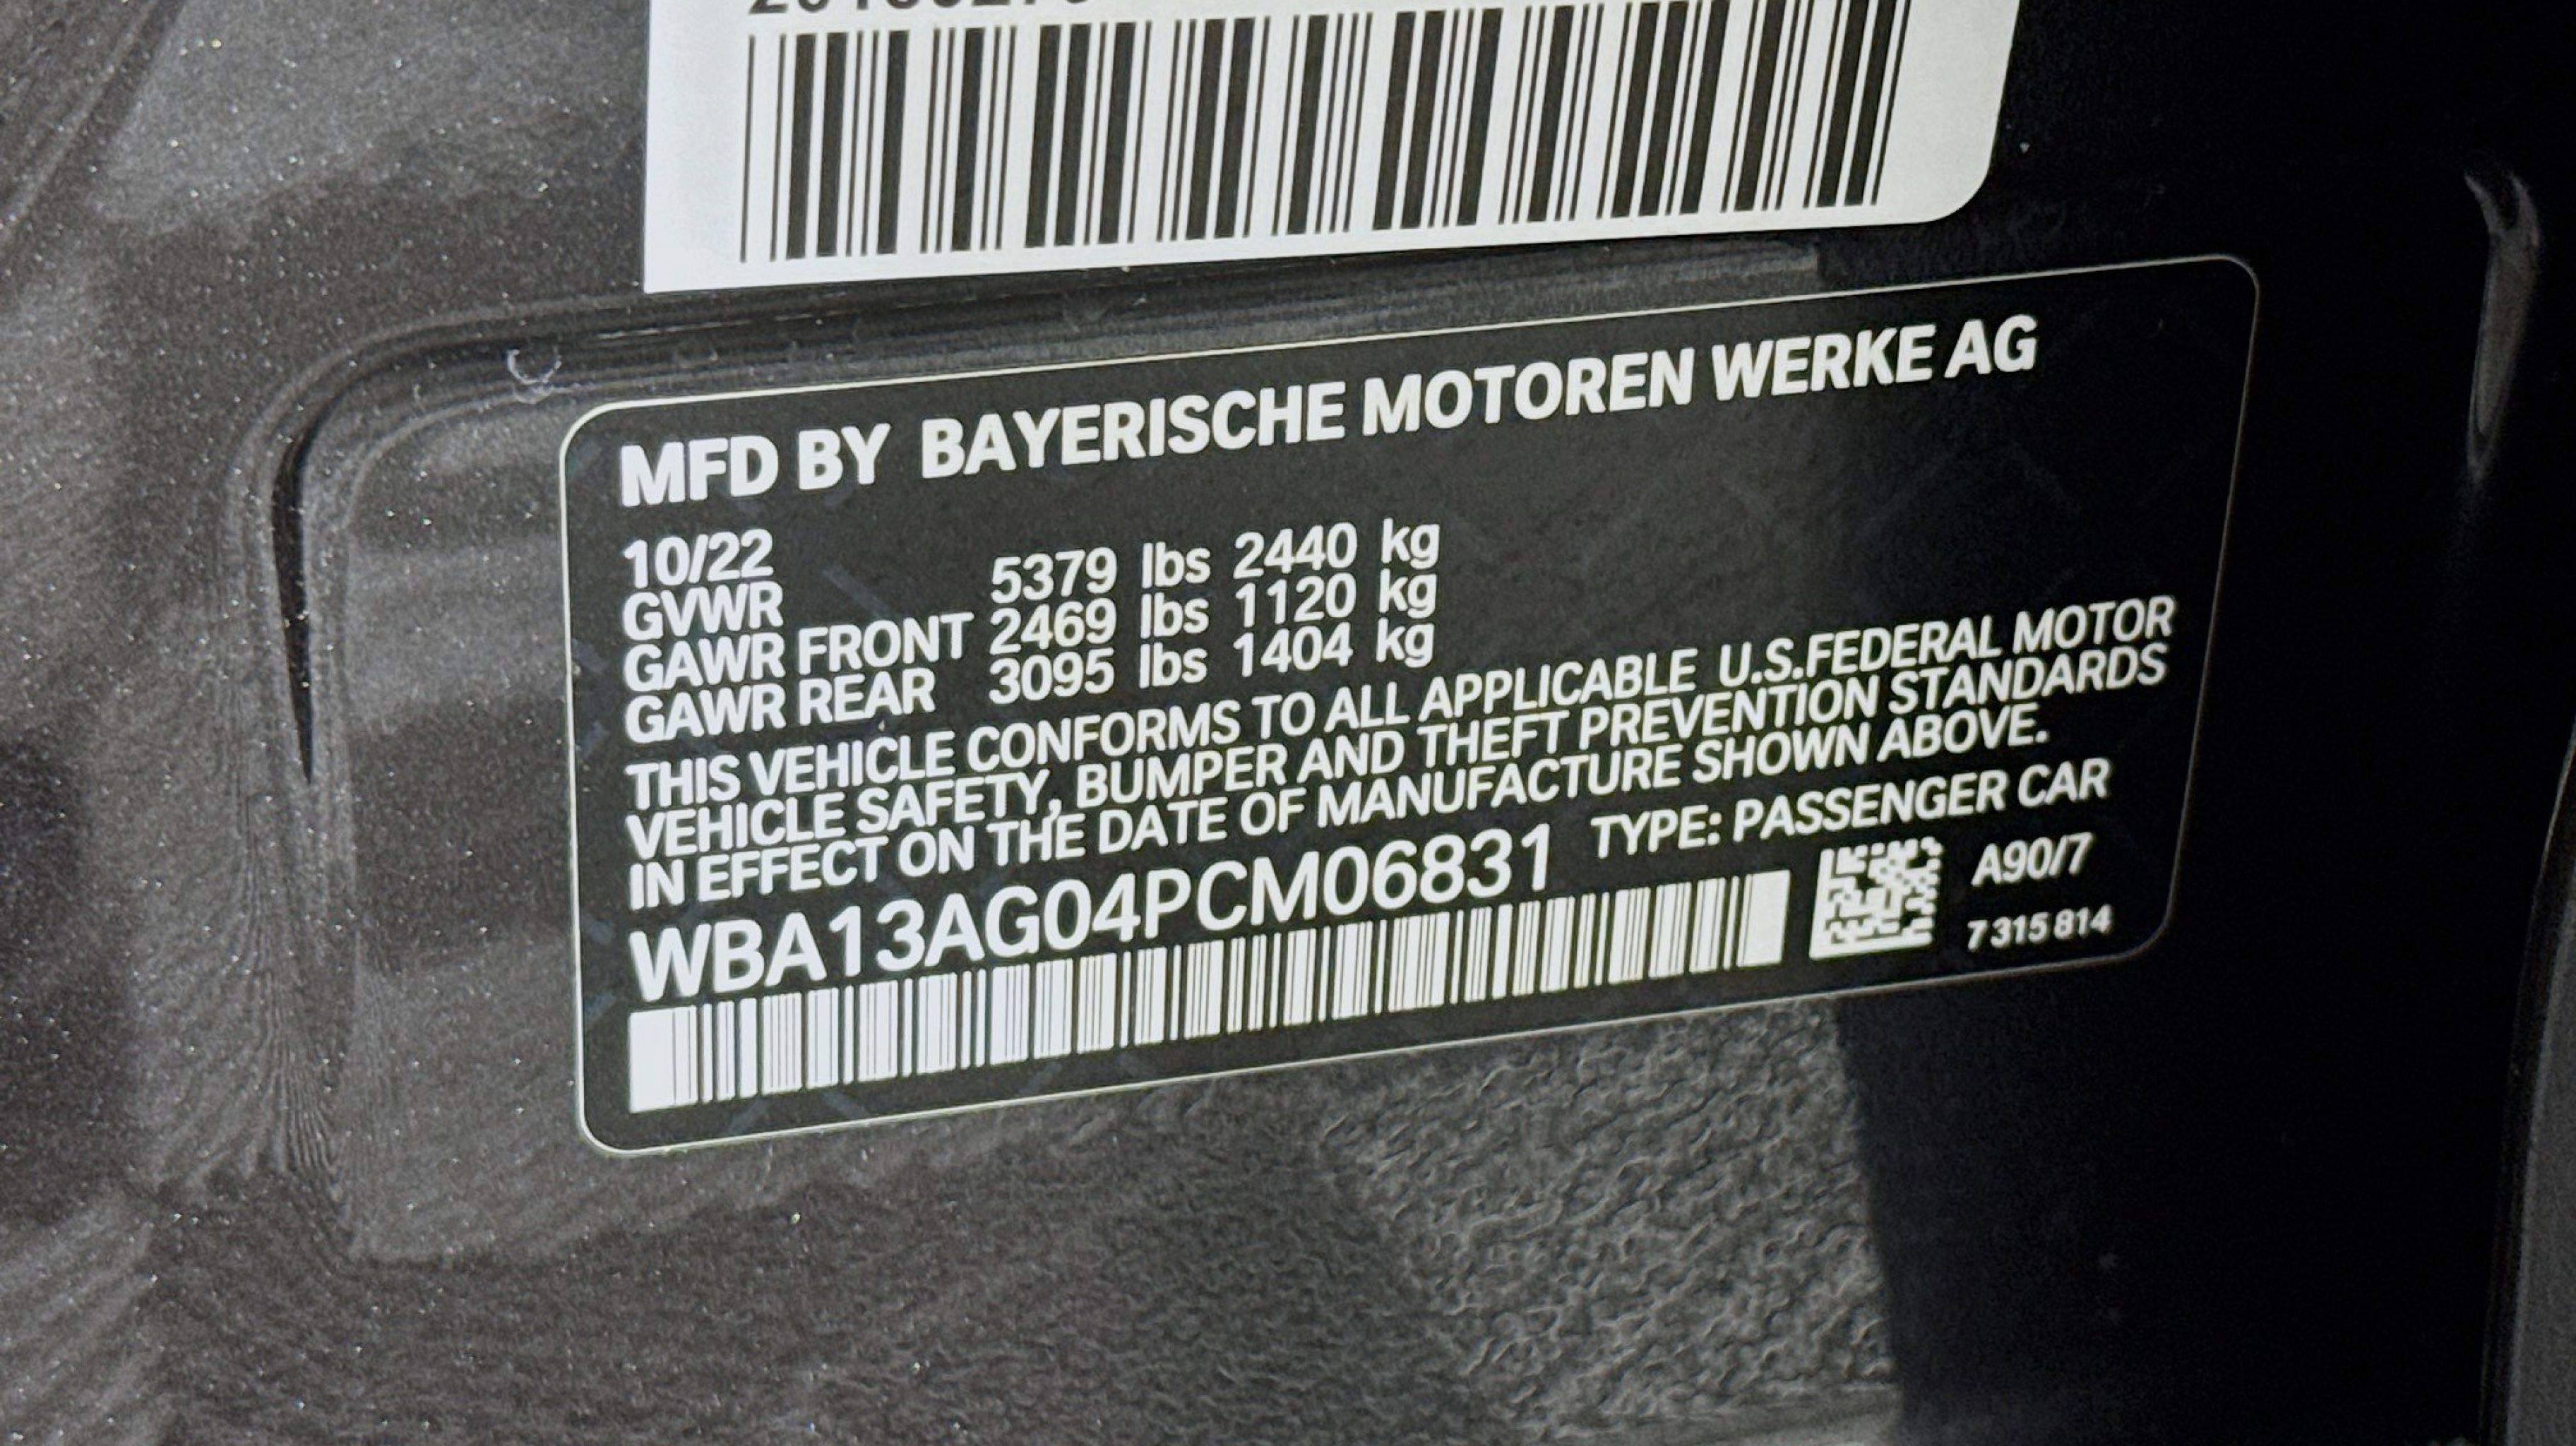 MFD BY BAYERISCHE MOTOREN WERKE AG
10/22
GVWR 5379 lbs 2440 kg
GAWR FRONT 2469 lbs 1120 kg
GAWR REAR 3095 lbs 1404 kg
THIS VEHICLE CONFORMS TO ALL APPLICABLE U.S.FEDERAL MOTOR
VEHICLE SAFETY, BUMPER AND THEFT PREVENTION STANDARDS
IN EFFECT ON THE DATE OF MANUFACTURE SHOWN ABOVE.
WBA13AG04PCM06831 TYPE: PASSENGER CAR
A90/7
7 315 814